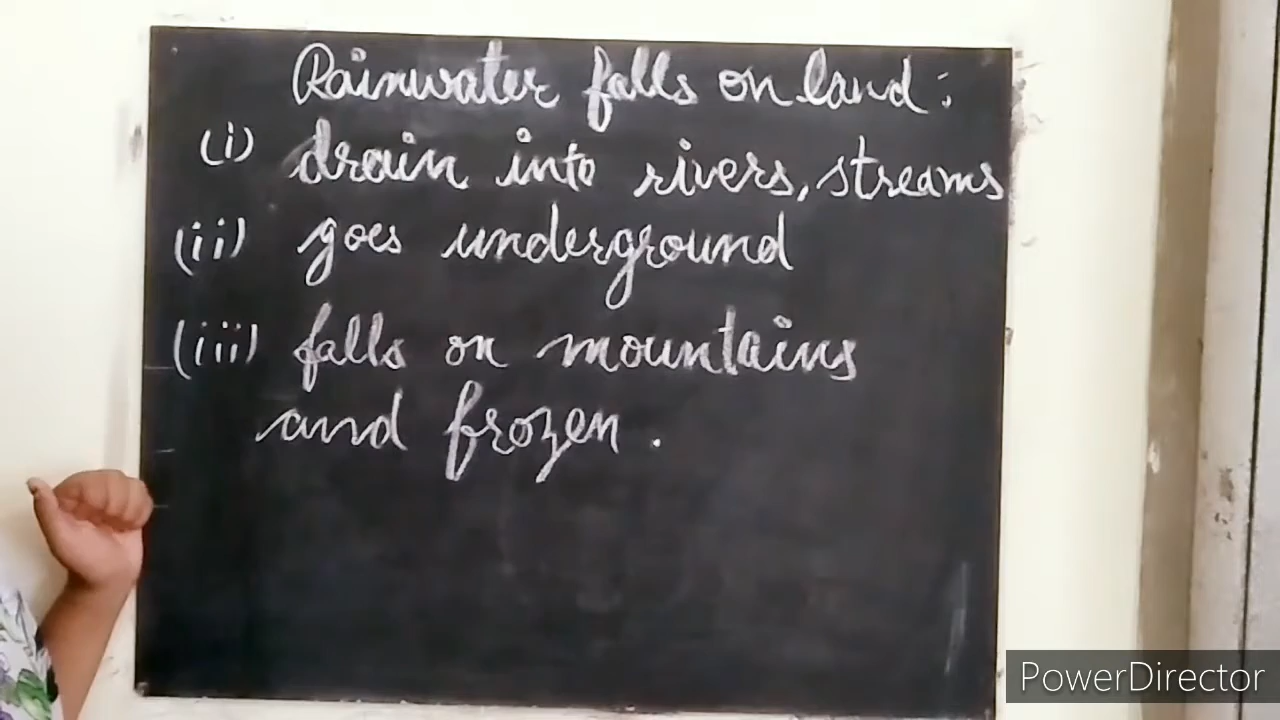 Rainwater falls on land :
(i) drain into rivers, streams
(ii) goes underground
(iii) falls on mountains
and frozen .
PowerDirector